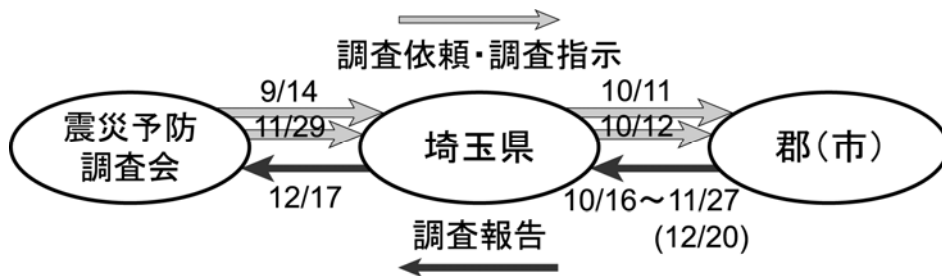 調査依頼・調査指示
9/14
10/11
11/29
10/12
震災予防
調査会
埼玉県
郡(市)
12/17
10/16～11/27
(12/20)
調査報告